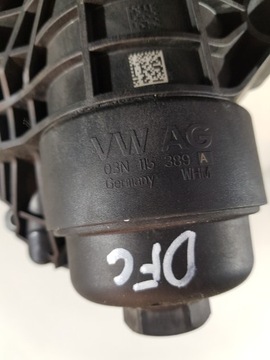 VW AG
03N 115 389 A
Germany WHM
DFC